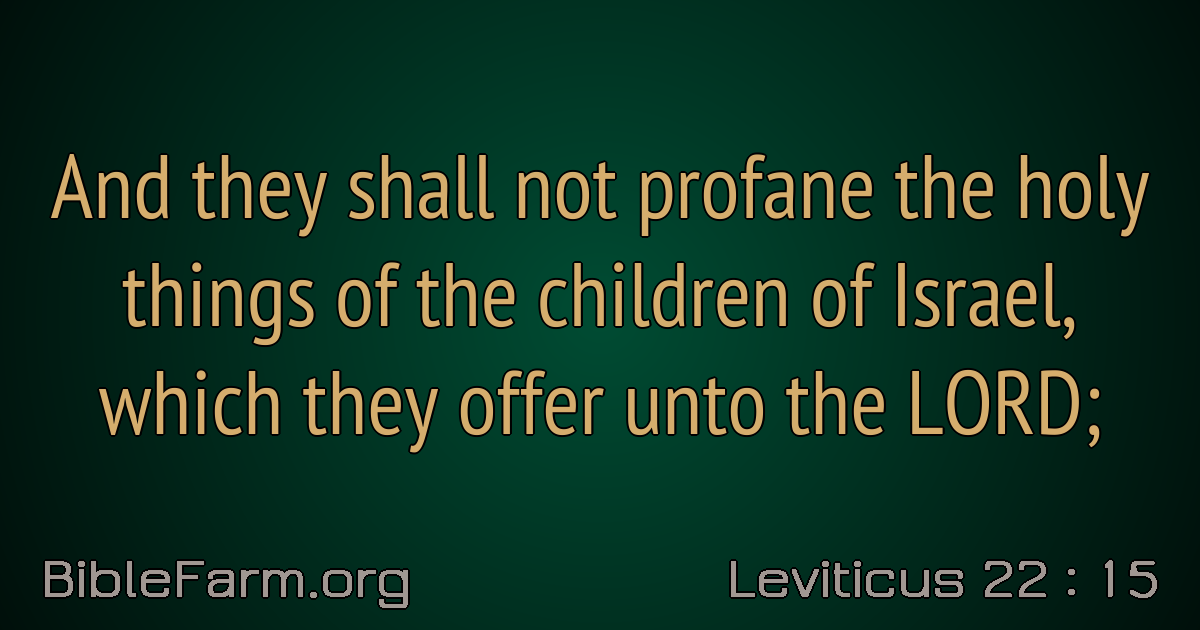 And they shall not profane the holy
things of the children of Israel,
which they offer unto the LORD;
BibleFarm.org
Leviticus 22 : 15